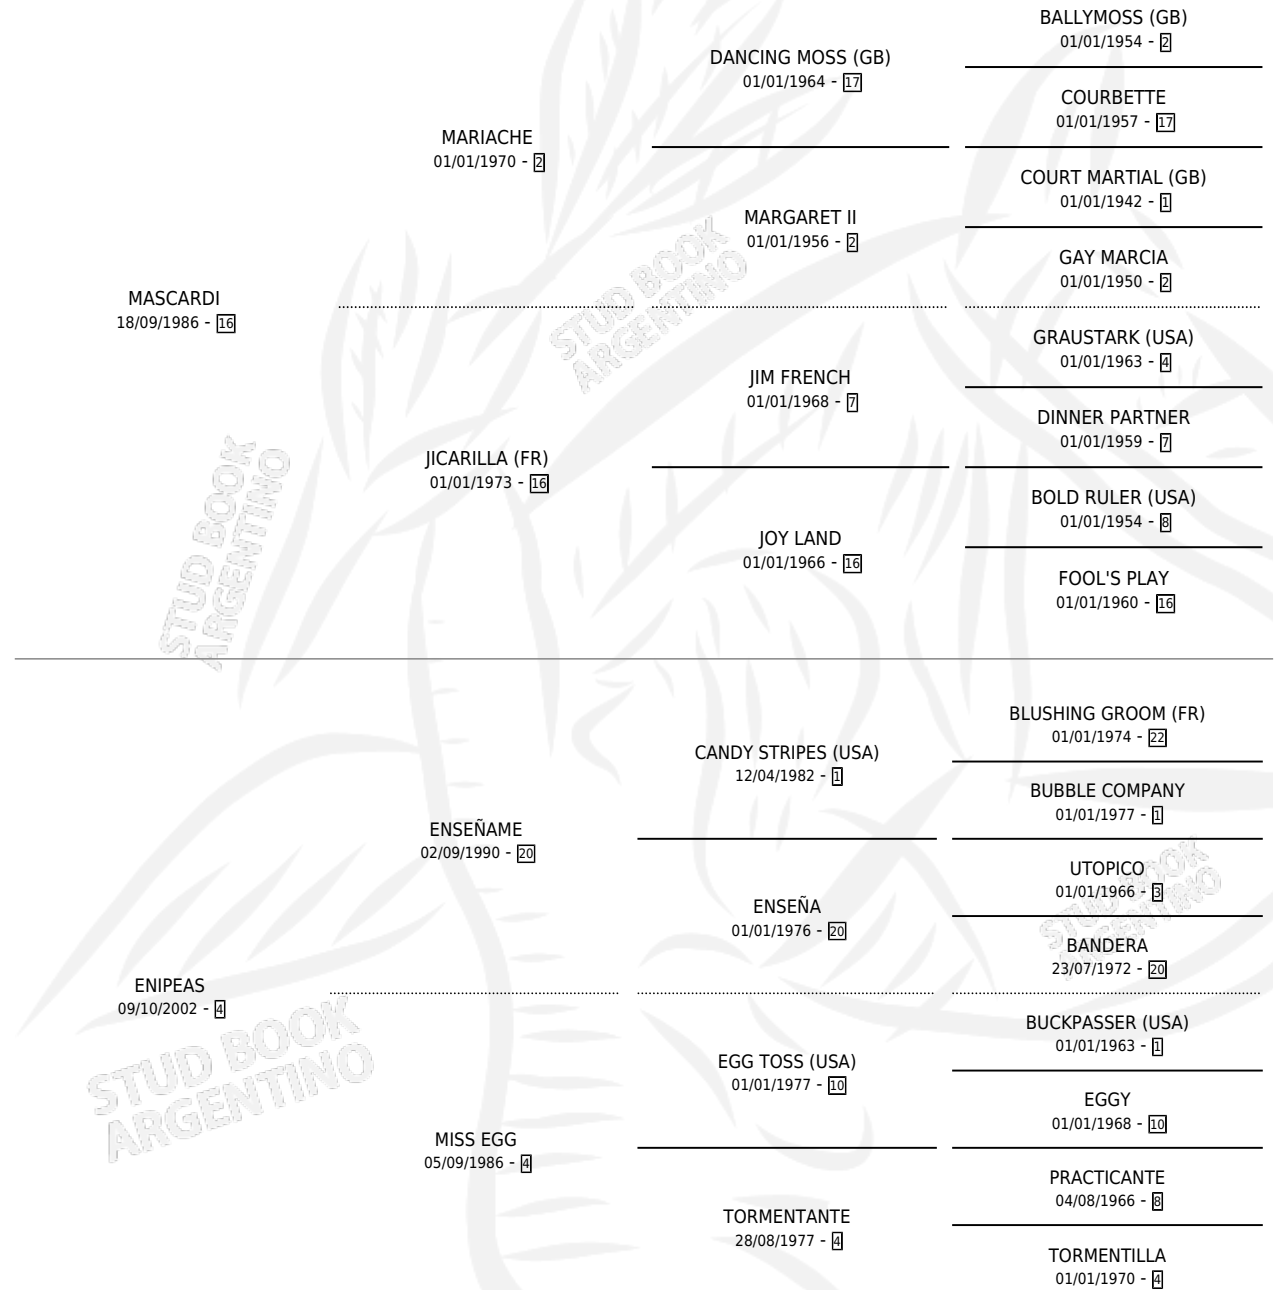 BALLYMOSS (GB)
01/01/1954 - 2
DANCING MOSS (GB)
01/01/1964 - 17
COURBETTE
01/01/1957 - 17
MARIACHE
01/01/1970 - 2
COURT MARTIAL (GB)
01/01/1942 - 1
MARGARET II
01/01/1956 - 2
GAY MARCIA
01/01/1950 - 2
MASCARDI
18/09/1986 - 16
STUD BOOK
ARGENTINO
GRAUSTARK (USA)
01/01/1963 - 4
JIM FRENCH
01/01/1968 - 7
DINNER PARTNER
01/01/1959 - 7
JICARILLA (FR)
01/01/1973 - 16
BOLD RULER (USA)
01/01/1954 - 8
JOY LAND
01/01/1966 - 16
FOOL'S PLAY
01/01/1960 - 16
STUD BOOK
ARGENTINO
BLUSHING GROOM (FR)
01/01/1974 - 22
CANDY STRIPES (USA)
12/04/1982 - 1
BUBBLE COMPANY
01/01/1977 - 1
ENSEÑAME
02/09/1990 - 20
UTOPICO
01/01/1966 - 3
ENSEÑA
01/01/1976 - 20
BANDERA
23/07/1972 - 20
STUD BOOK
ARGENTINO
ENIPEAS
09/10/2002 - 4
BUCKPASSER (USA)
01/01/1963 - 1
EGG TOSS (USA)
01/01/1977 - 10
EGGY
01/01/1968 - 10
STUD BOOK
ARGENTINO
MISS EGG
05/09/1986 - 4
PRACTICANTE
04/08/1966 - 8
TORMENTANTE
28/08/1977 - 4
TORMENTILLA
01/01/1970 - 4